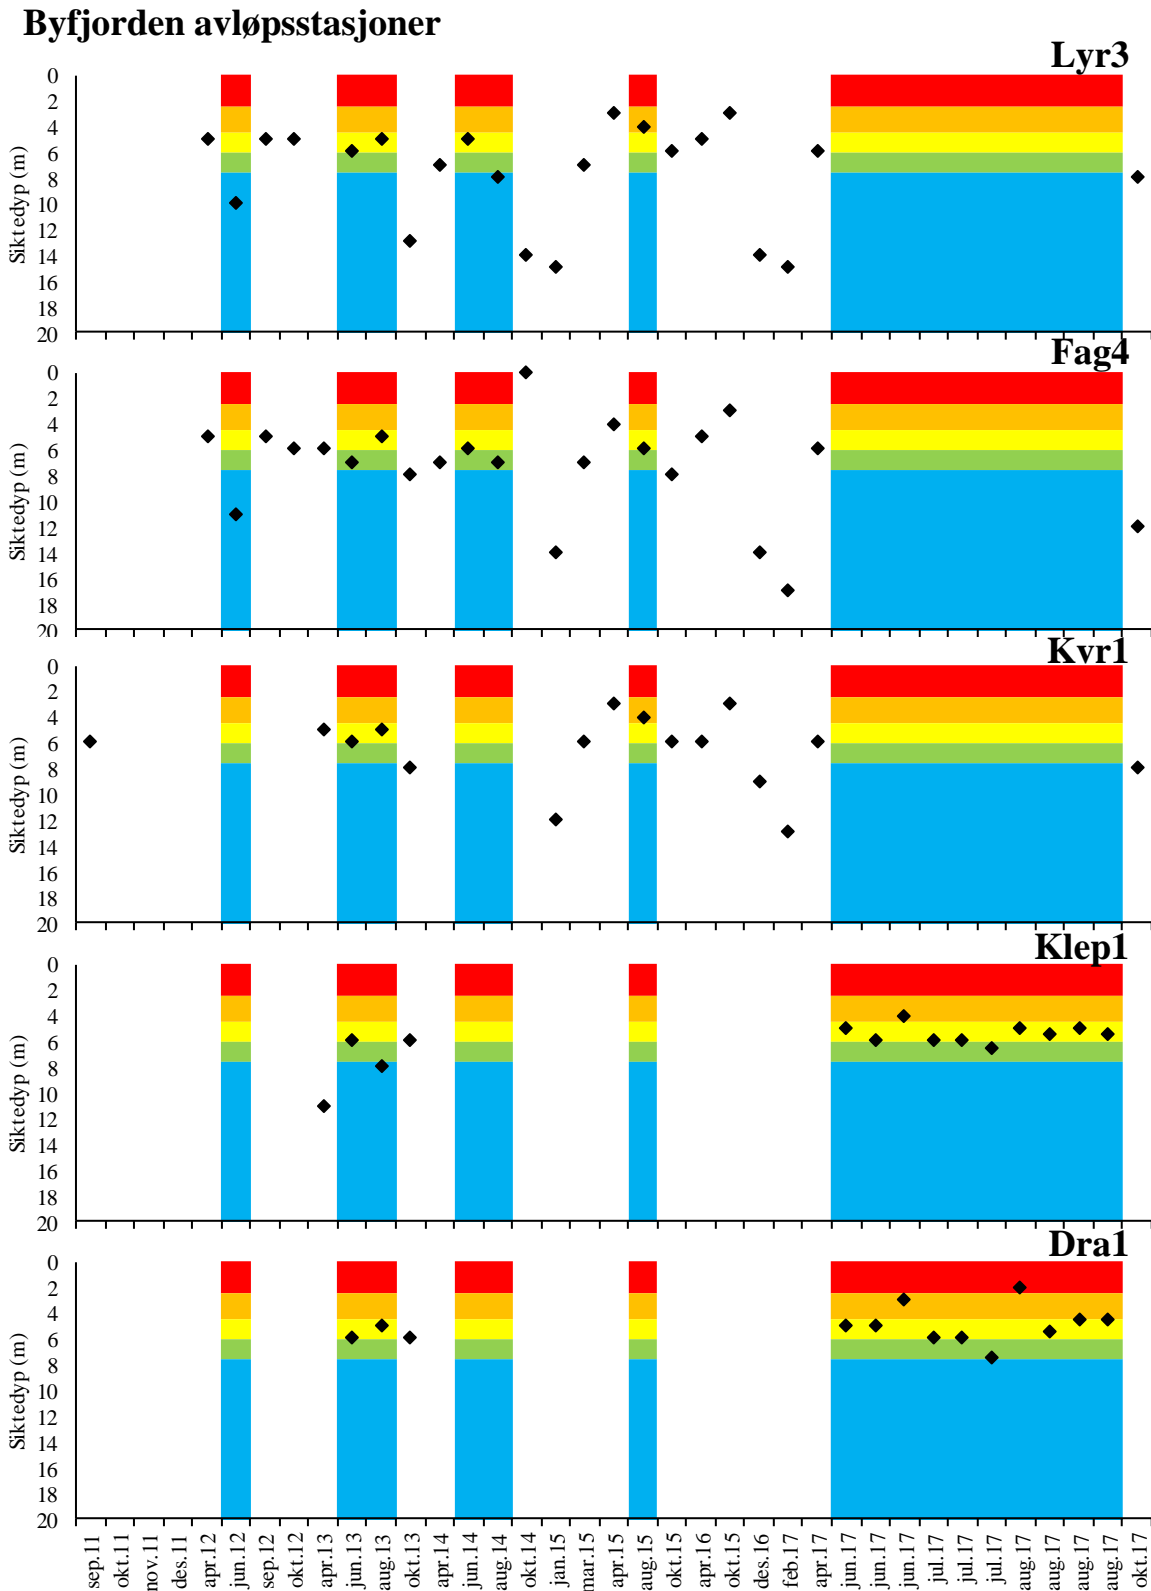 Byfjorden avløpsstasjoner
Lyr3
Siktedyp (m)
0
2
4
6
8
10
12
14
16
18
20
Fag4
Siktedyp (m)
0
2
4
6
8
10
12
14
16
18
20
Kvr1
Siktedyp (m)
0
2
4
6
8
10
12
14
16
18
20
Klep1
Siktedyp (m)
0
2
4
6
8
10
12
14
16
18
20
Dra1
Siktedyp (m)
0
2
4
6
8
10
12
14
16
18
20
sep.11
okt.11
nov.11
des.11
apr.12
jun.12
sep.12
okt.12
apr.13
jun.13
aug.13
okt.13
apr.14
jun.14
aug.14
okt.14
jan.15
mar.15
apr.15
aug.15
okt.15
apr.16
okt.15
des.16
feb.17
apr.17
jun.17
jun.17
jun.17
jul.17
jul.17
jul.17
aug.17
aug.17
aug.17
aug.17
okt.17